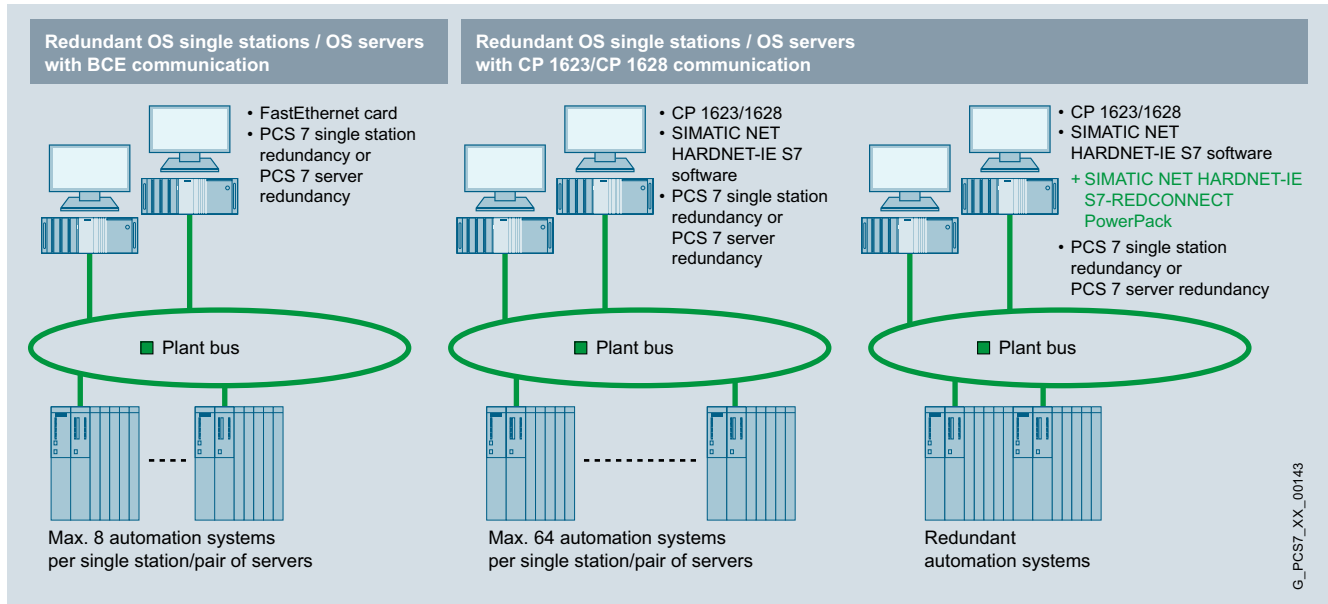 Redundant OS single stations / OS servers
with BCE communication
• FastEthernet card
• PCS 7 single station
redundancy or
PCS 7 server
redundancy
Plant bus
Max. 8 automation systems
per single station/pair of servers
Redundant OS single stations / OS servers
with CP 1623/CP 1628 communication
• CP 1623/1628
• SIMATIC NET
HARDNET-IE S7
software
• PCS 7 single station
redundancy or
PCS 7 server
redundancy
Plant bus
Max. 64 automation systems
per single station/pair of servers
• CP 1623/1628
• SIMATIC NET
HARDNET-IE S7 software
+ SIMATIC NET HARDNET-IE
S7-REDCONNECT
PowerPack
• PCS 7 single station
redundancy or
PCS 7 server redundancy
Plant bus
Redundant
automation systems
G_PCS7_XX_00143